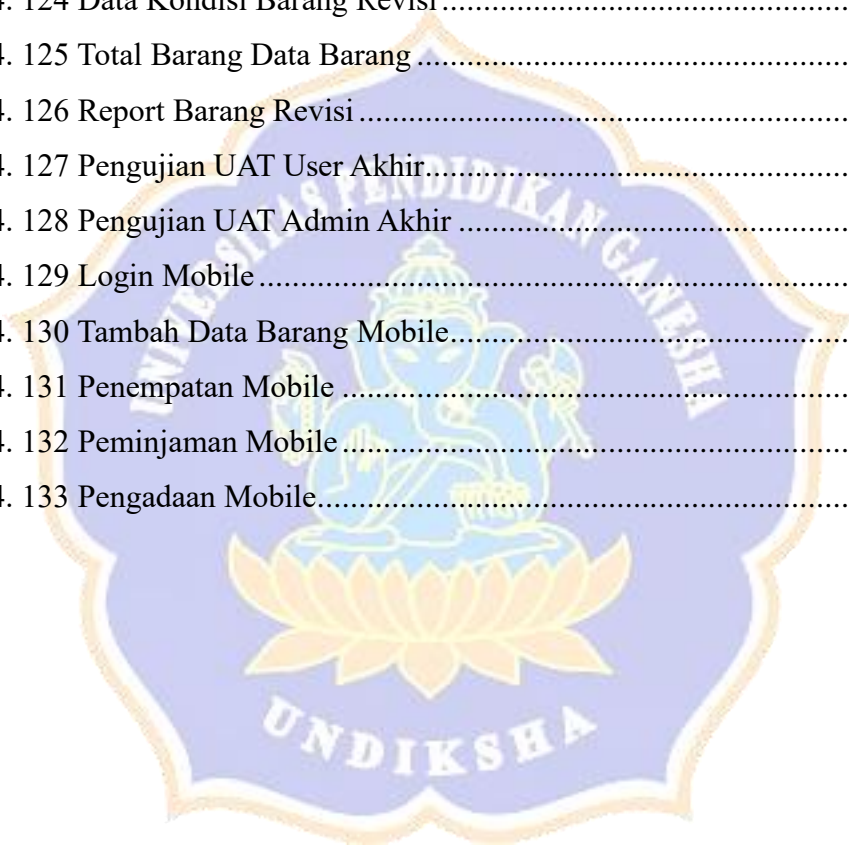 4. 124 Data Kondisi Barang Revisi........................................................
4. 125 Total Barang Data Barang........................................................
4. 126 Report Barang Revisi................................................................
4. 127 Pengujian UAT User Akhir.......................................................
4. 128 Pengujian UAT Admin Akhir...................................................
4. 129 Login Mobile............................................................................
4. 130 Tambah Data Barang Mobile....................................................
4. 131 Penempatan Mobile.................................................................
4. 132 Peminjaman Mobile.................................................................
4. 133 Pengadaan Mobile....................................................................
UNIVERSITAS PENDIDIKAN GANESHA
UNDIKSHA